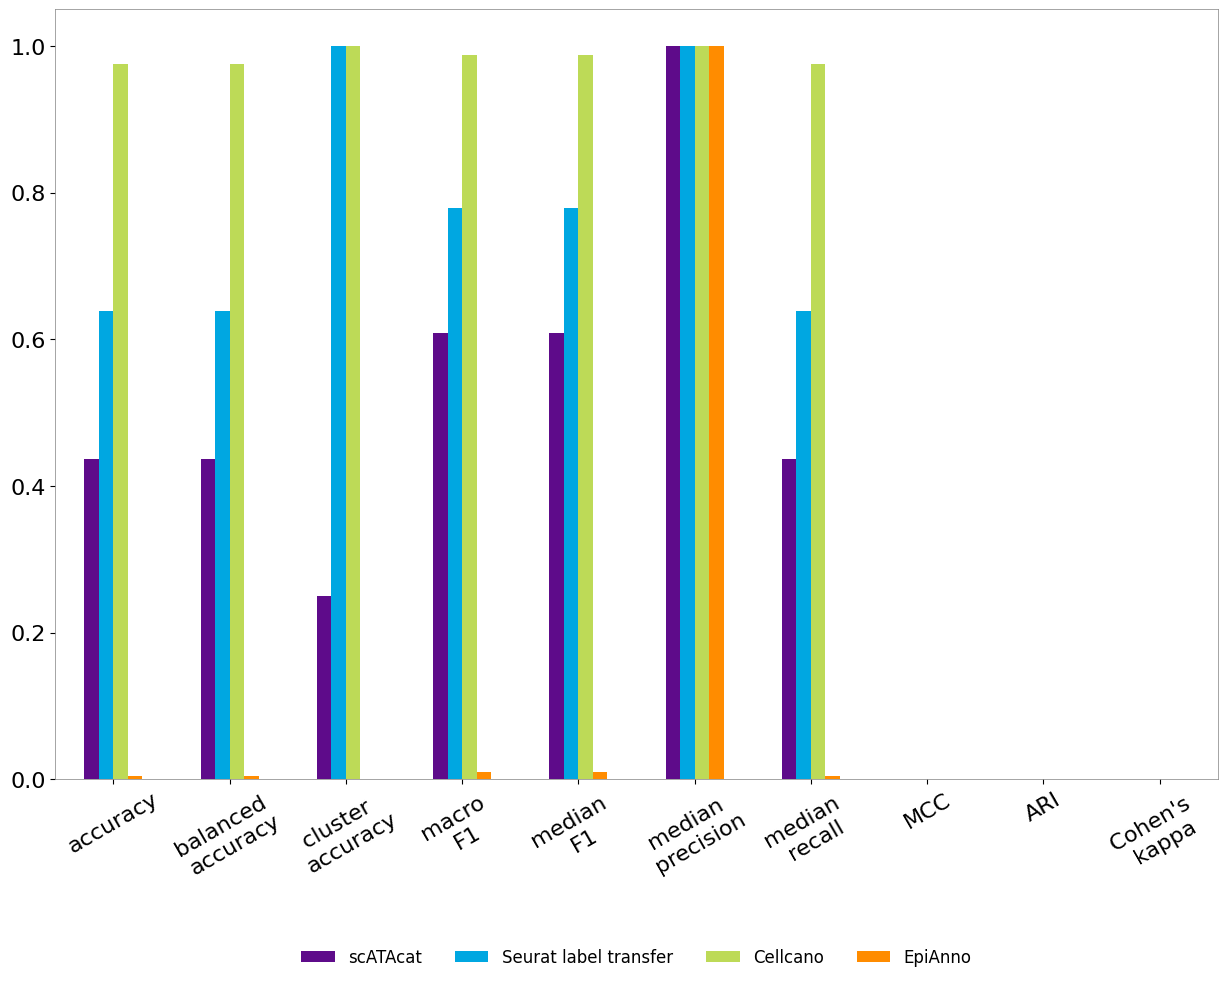 1.0
0.8
0.6
0.4
0.2
0.0
accuracy
balanced
accuracy
cluster
accuracy
macro
F1
median
F1
median
precision
median
recall
MCC
ARI
Cohen's
kappa
scATAcat
Seurat label transfer
Cellcano
EpiAnno